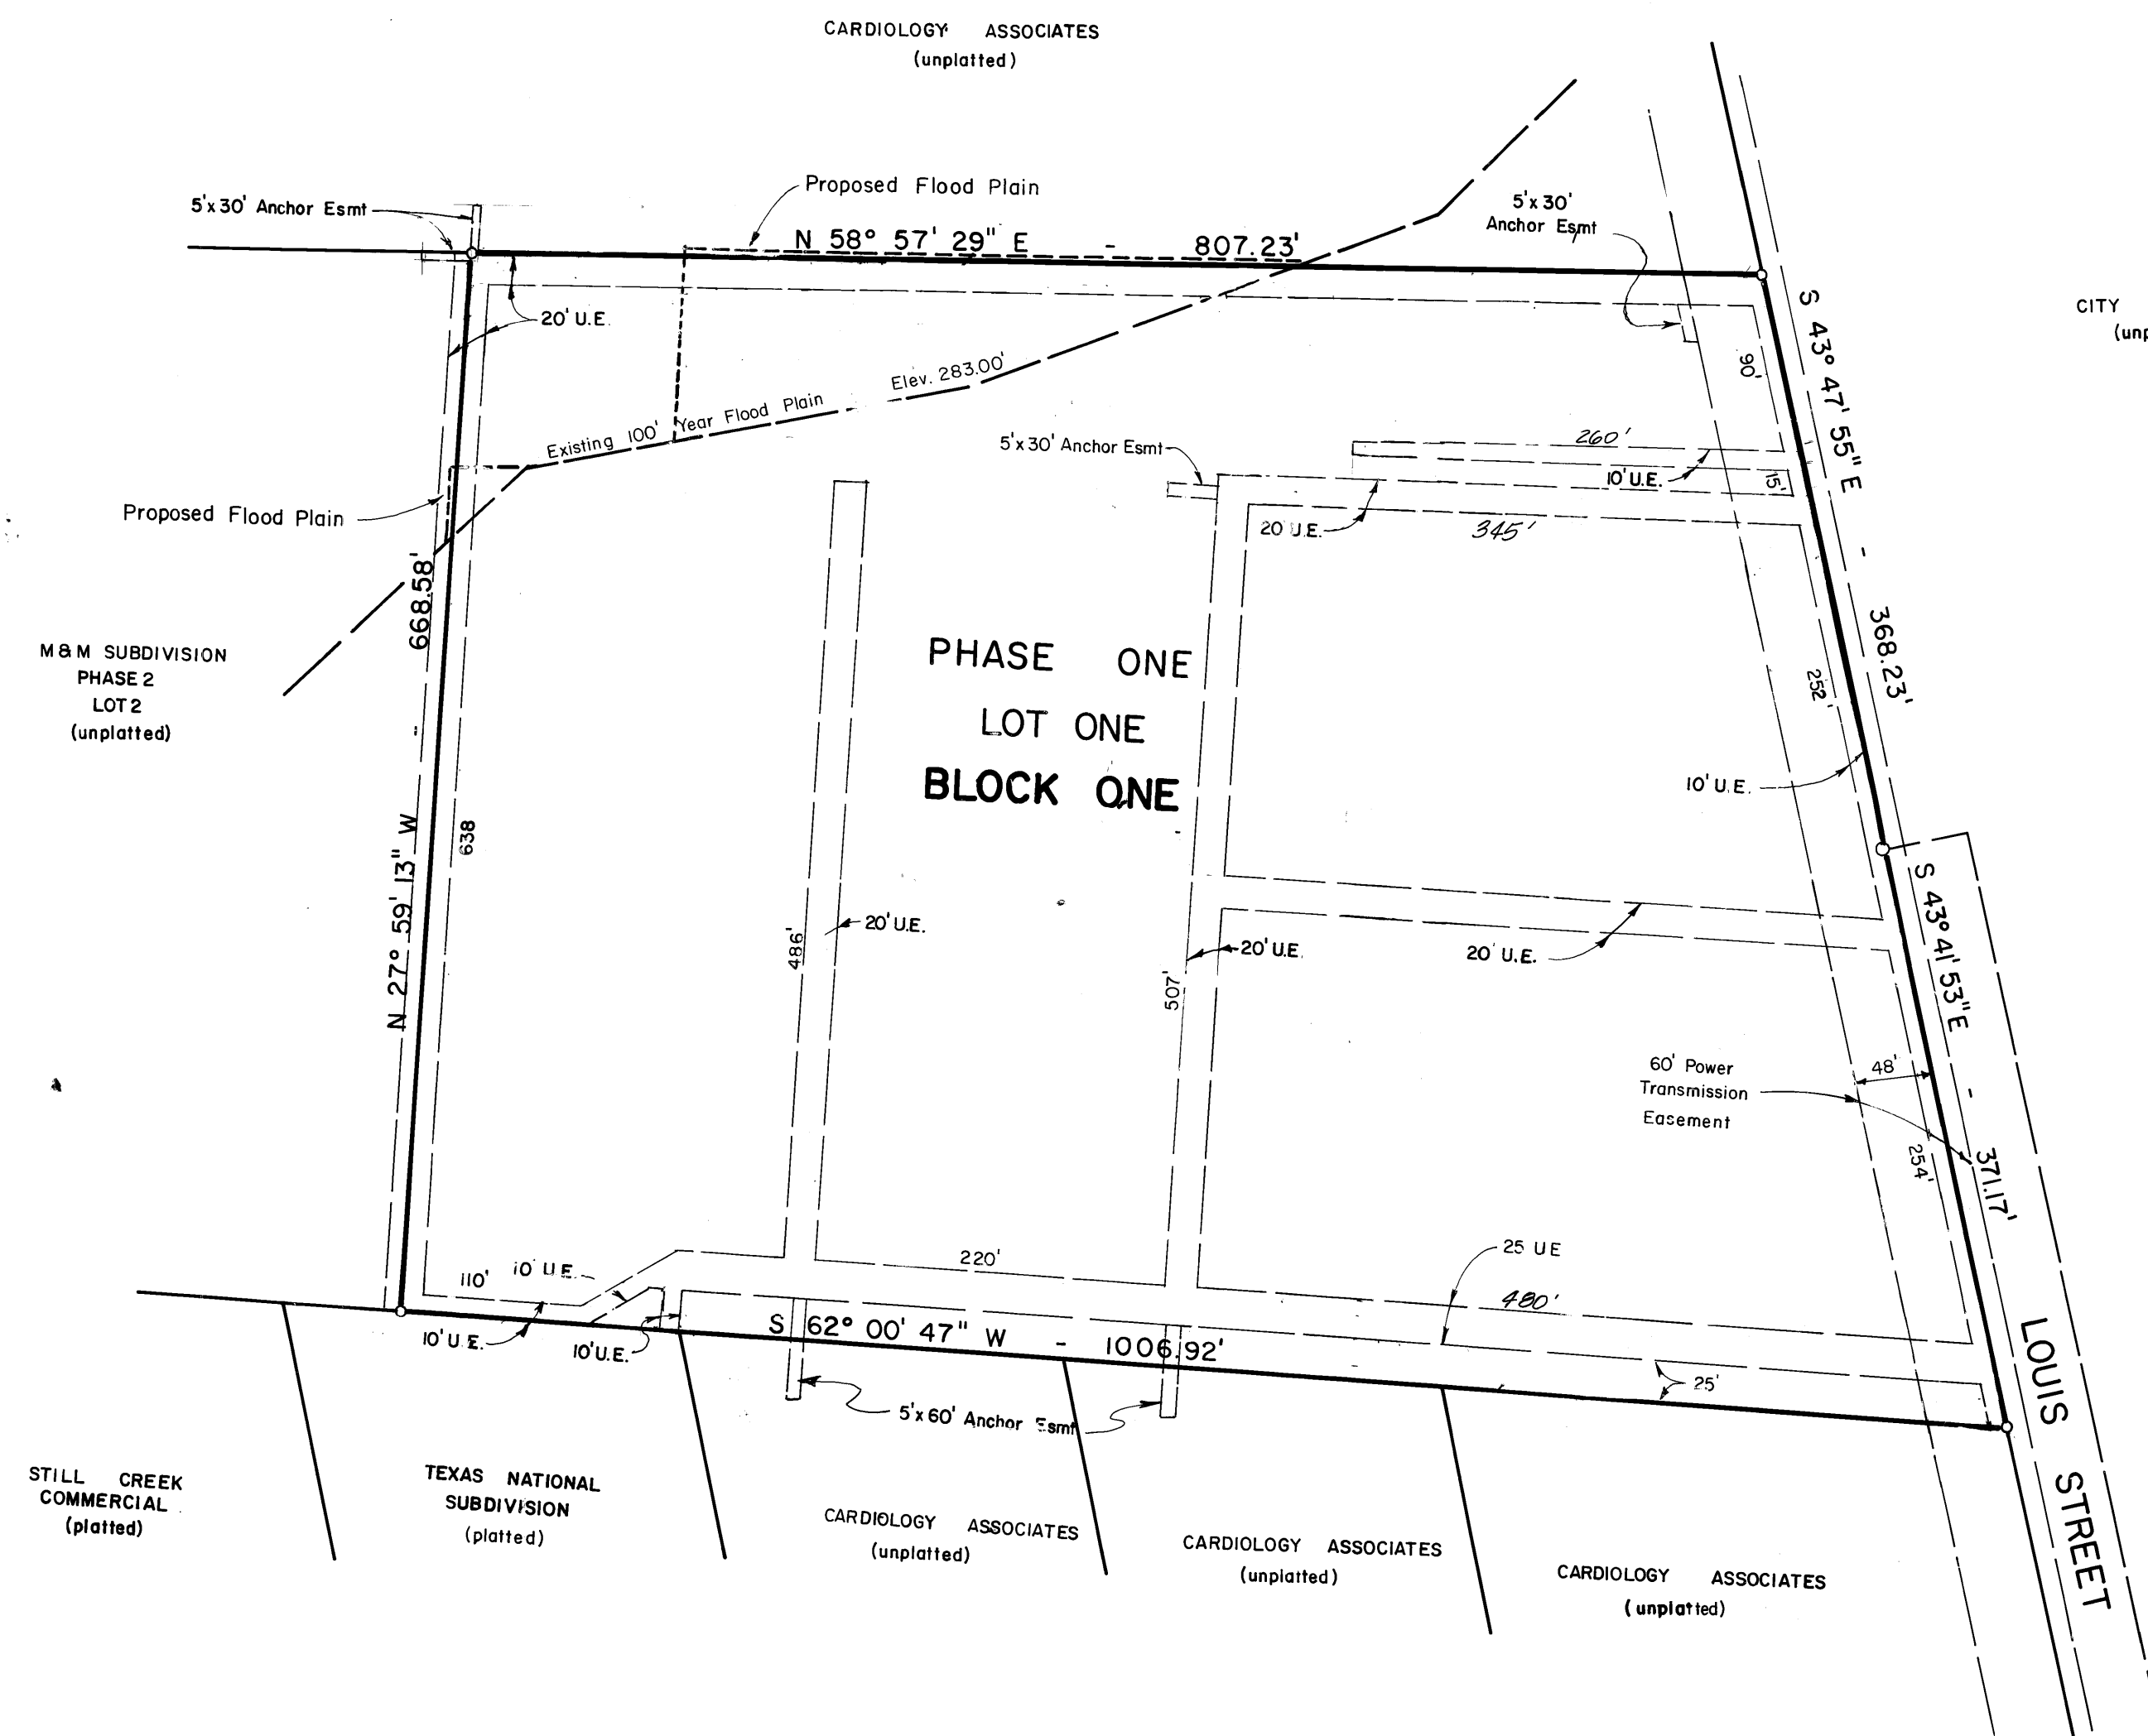 CARDIOLOGY ASSOCIATES
(unplatted)
5'x30' Anchor Esmt
Proposed Flood Plain
N 58° 57' 29" E - 807.23'
5'x30'
Anchor Esmt
20' U.E.
CITY
S 43° 47' 55" E - 368.23'
90'
Existing 100' Year Flood Plain Elev. 283.00'
5'x30' Anchor Esmt
260'
10' U.E.
15'
20' U.E.
345'
Proposed Flood Plain
N 27° 59' 13" W - 668.58'
638
M&M SUBDIVISION
PHASE 2
LOT 2
(unplatted)
PHASE ONE
LOT ONE
BLOCK ONE
252'
10' U.E.
486'
20' U.E.
507'
20' U.E.
20' U.E.
S 43° 41' 53" E - 371.17'
60' Power
Transmission
Easement
48'
254'
110'
10' U.E.
220'
25 UE
480'
10' U.E.
10' U.E.
S 62° 00' 47" W - 1006.92'
25'
5'x60' Anchor Esmt
LOUIS STREET
STILL CREEK
COMMERCIAL
(platted)
TEXAS NATIONAL
SUBDIVISION
(platted)
CARDIOLOGY ASSOCIATES
(unplatted)
CARDIOLOGY ASSOCIATES
(unplatted)
CARDIOLOGY ASSOCIATES
(unplatted)